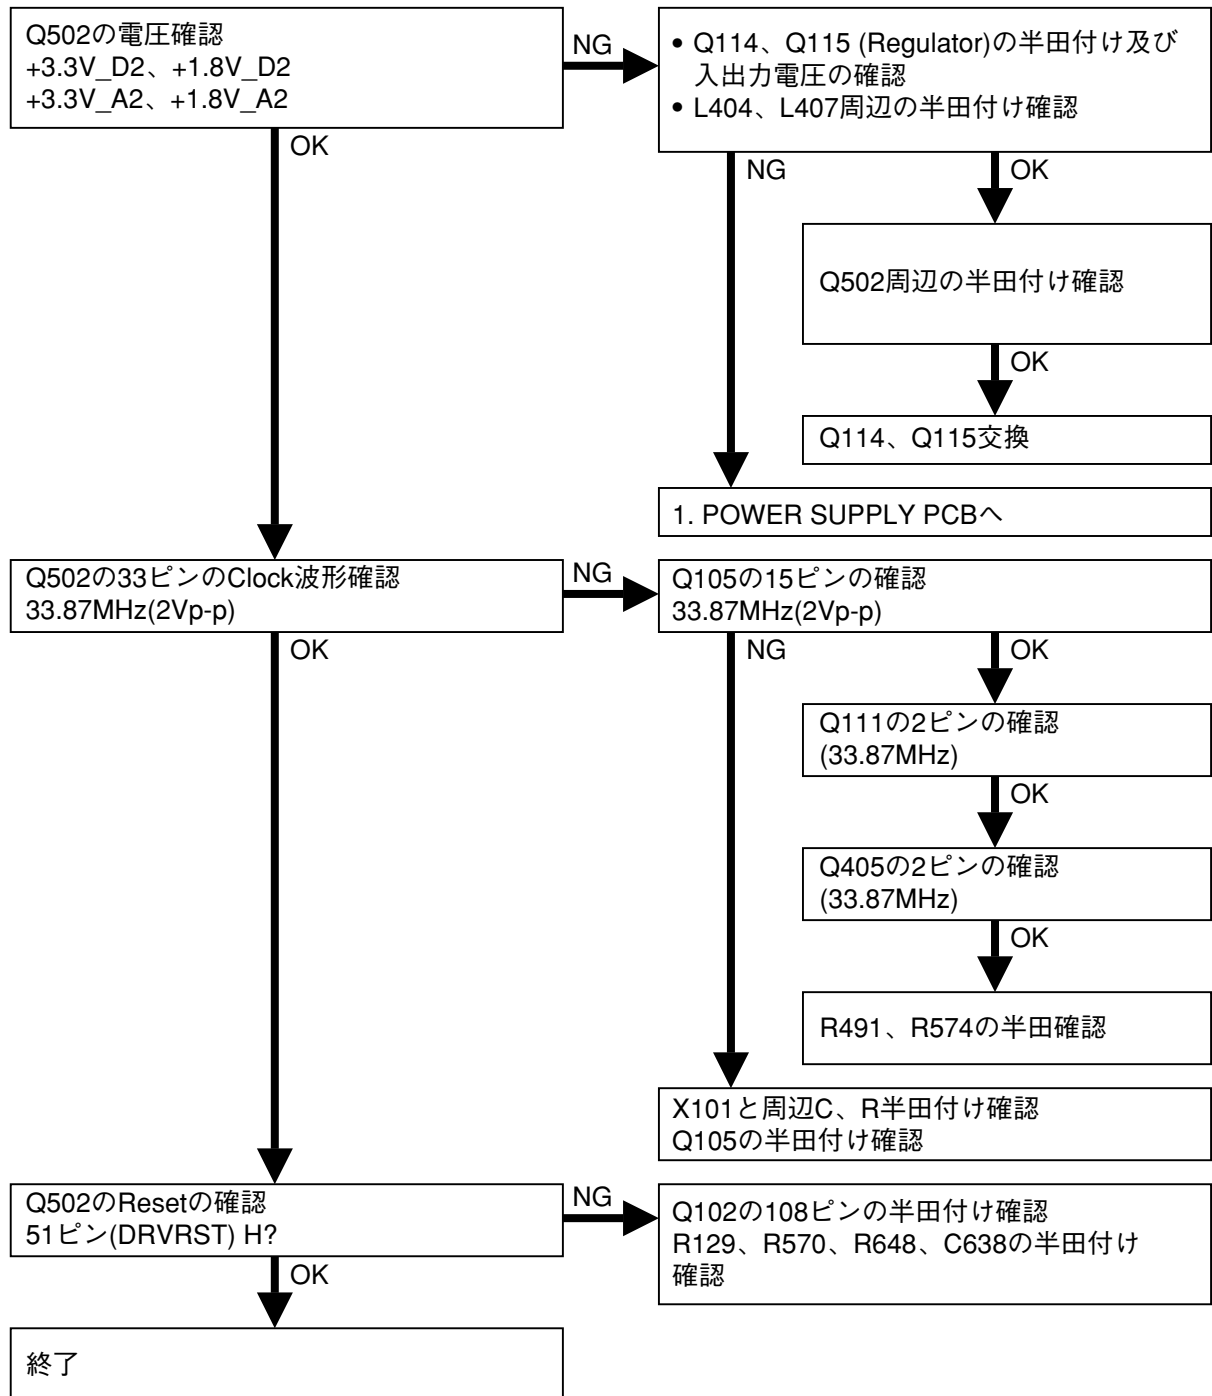 Q502の電圧確認
+3.3V_D2、+1.8V_D2
+3.3V_A2、+1.8V_A2
NG
• Q114、Q115 (Regulator)の半田付け及び
入出力電圧の確認
• L404、L407周辺の半田付け確認
OK
NG
OK
Q502周辺の半田付け確認
OK
Q114、Q115交換
1. POWER SUPPLY PCBへ
Q502の33ピンのClock波形確認
33.87MHz(2Vp-p)
NG
Q105の15ピンの確認
33.87MHz(2Vp-p)
OK
NG
OK
Q111の2ピンの確認
(33.87MHz)
OK
Q405の2ピンの確認
(33.87MHz)
OK
R491、R574の半田確認
X101と周辺C、R半田付け確認
Q105の半田付け確認
Q502のResetの確認
51ピン(DRVRST) H?
NG
Q102の108ピンの半田付け確認
R129、R570、R648、C638の半田付け
確認
OK
終了